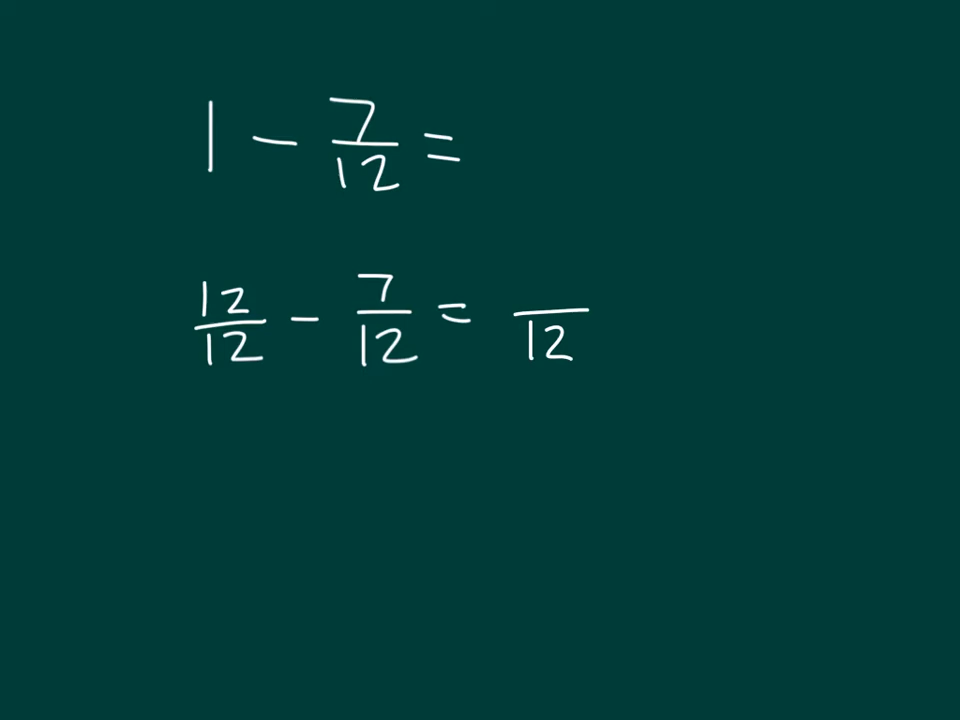 1 - 7/12 =
12/12 - 7/12 = /12